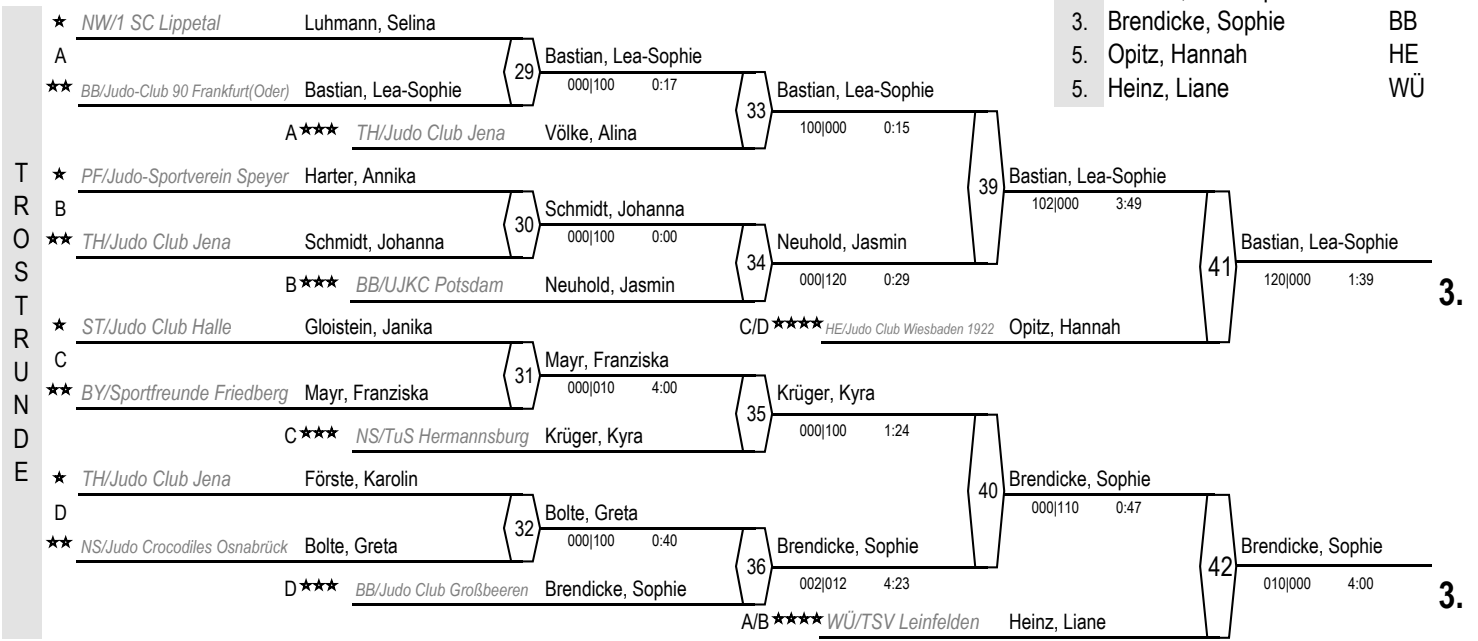 ★ NW/1 SC Lippetal Luhmann, Selina
A
★★ BB/Judo-Club 90 Frankfurt(Oder) Bastian, Lea-Sophie
29
Bastian, Lea-Sophie
000|100 0:17
A★★★ TH/Judo Club Jena Völke, Alina
33
Bastian, Lea-Sophie
100|000 0:15
★ PF/Judo-Sportverein Speyer Harter, Annika
B
★★ TH/Judo Club Jena Schmidt, Johanna
30
Schmidt, Johanna
000|100 0:00
B★★★ BB/UJKC Potsdam Neuhold, Jasmin
34
Neuhold, Jasmin
000|120 0:29
39
Bastian, Lea-Sophie
102|000 3:49
C/D★★★★ HE/Judo Club Wiesbaden 1922 Opitz, Hannah
41
Bastian, Lea-Sophie
120|000 1:39
3.
★ ST/Judo Club Halle Gloistein, Janika
C
★★ BY/Sportfreunde Friedberg Mayr, Franziska
31
Mayr, Franziska
000|010 4:00
C★★★ NS/TuS Hermannsburg Krüger, Kyra
35
Krüger, Kyra
000|100 1:24
★ TH/Judo Club Jena Förste, Karolin
D
★★ NS/Judo Crocodiles Osnabrück Bolte, Greta
32
Bolte, Greta
000|100 0:40
D★★★ BB/Judo Club Großbeeren Brendicke, Sophie
36
Brendicke, Sophie
002|012 4:23
40
Brendicke, Sophie
000|110 0:47
A/B★★★★ WÜ/TSV Leinfelden Heinz, Liane
42
Brendicke, Sophie
010|000 4:00
3.
TROSTRUNDE
3. Brendicke, Sophie BB
5. Opitz, Hannah HE
5. Heinz, Liane WÜ